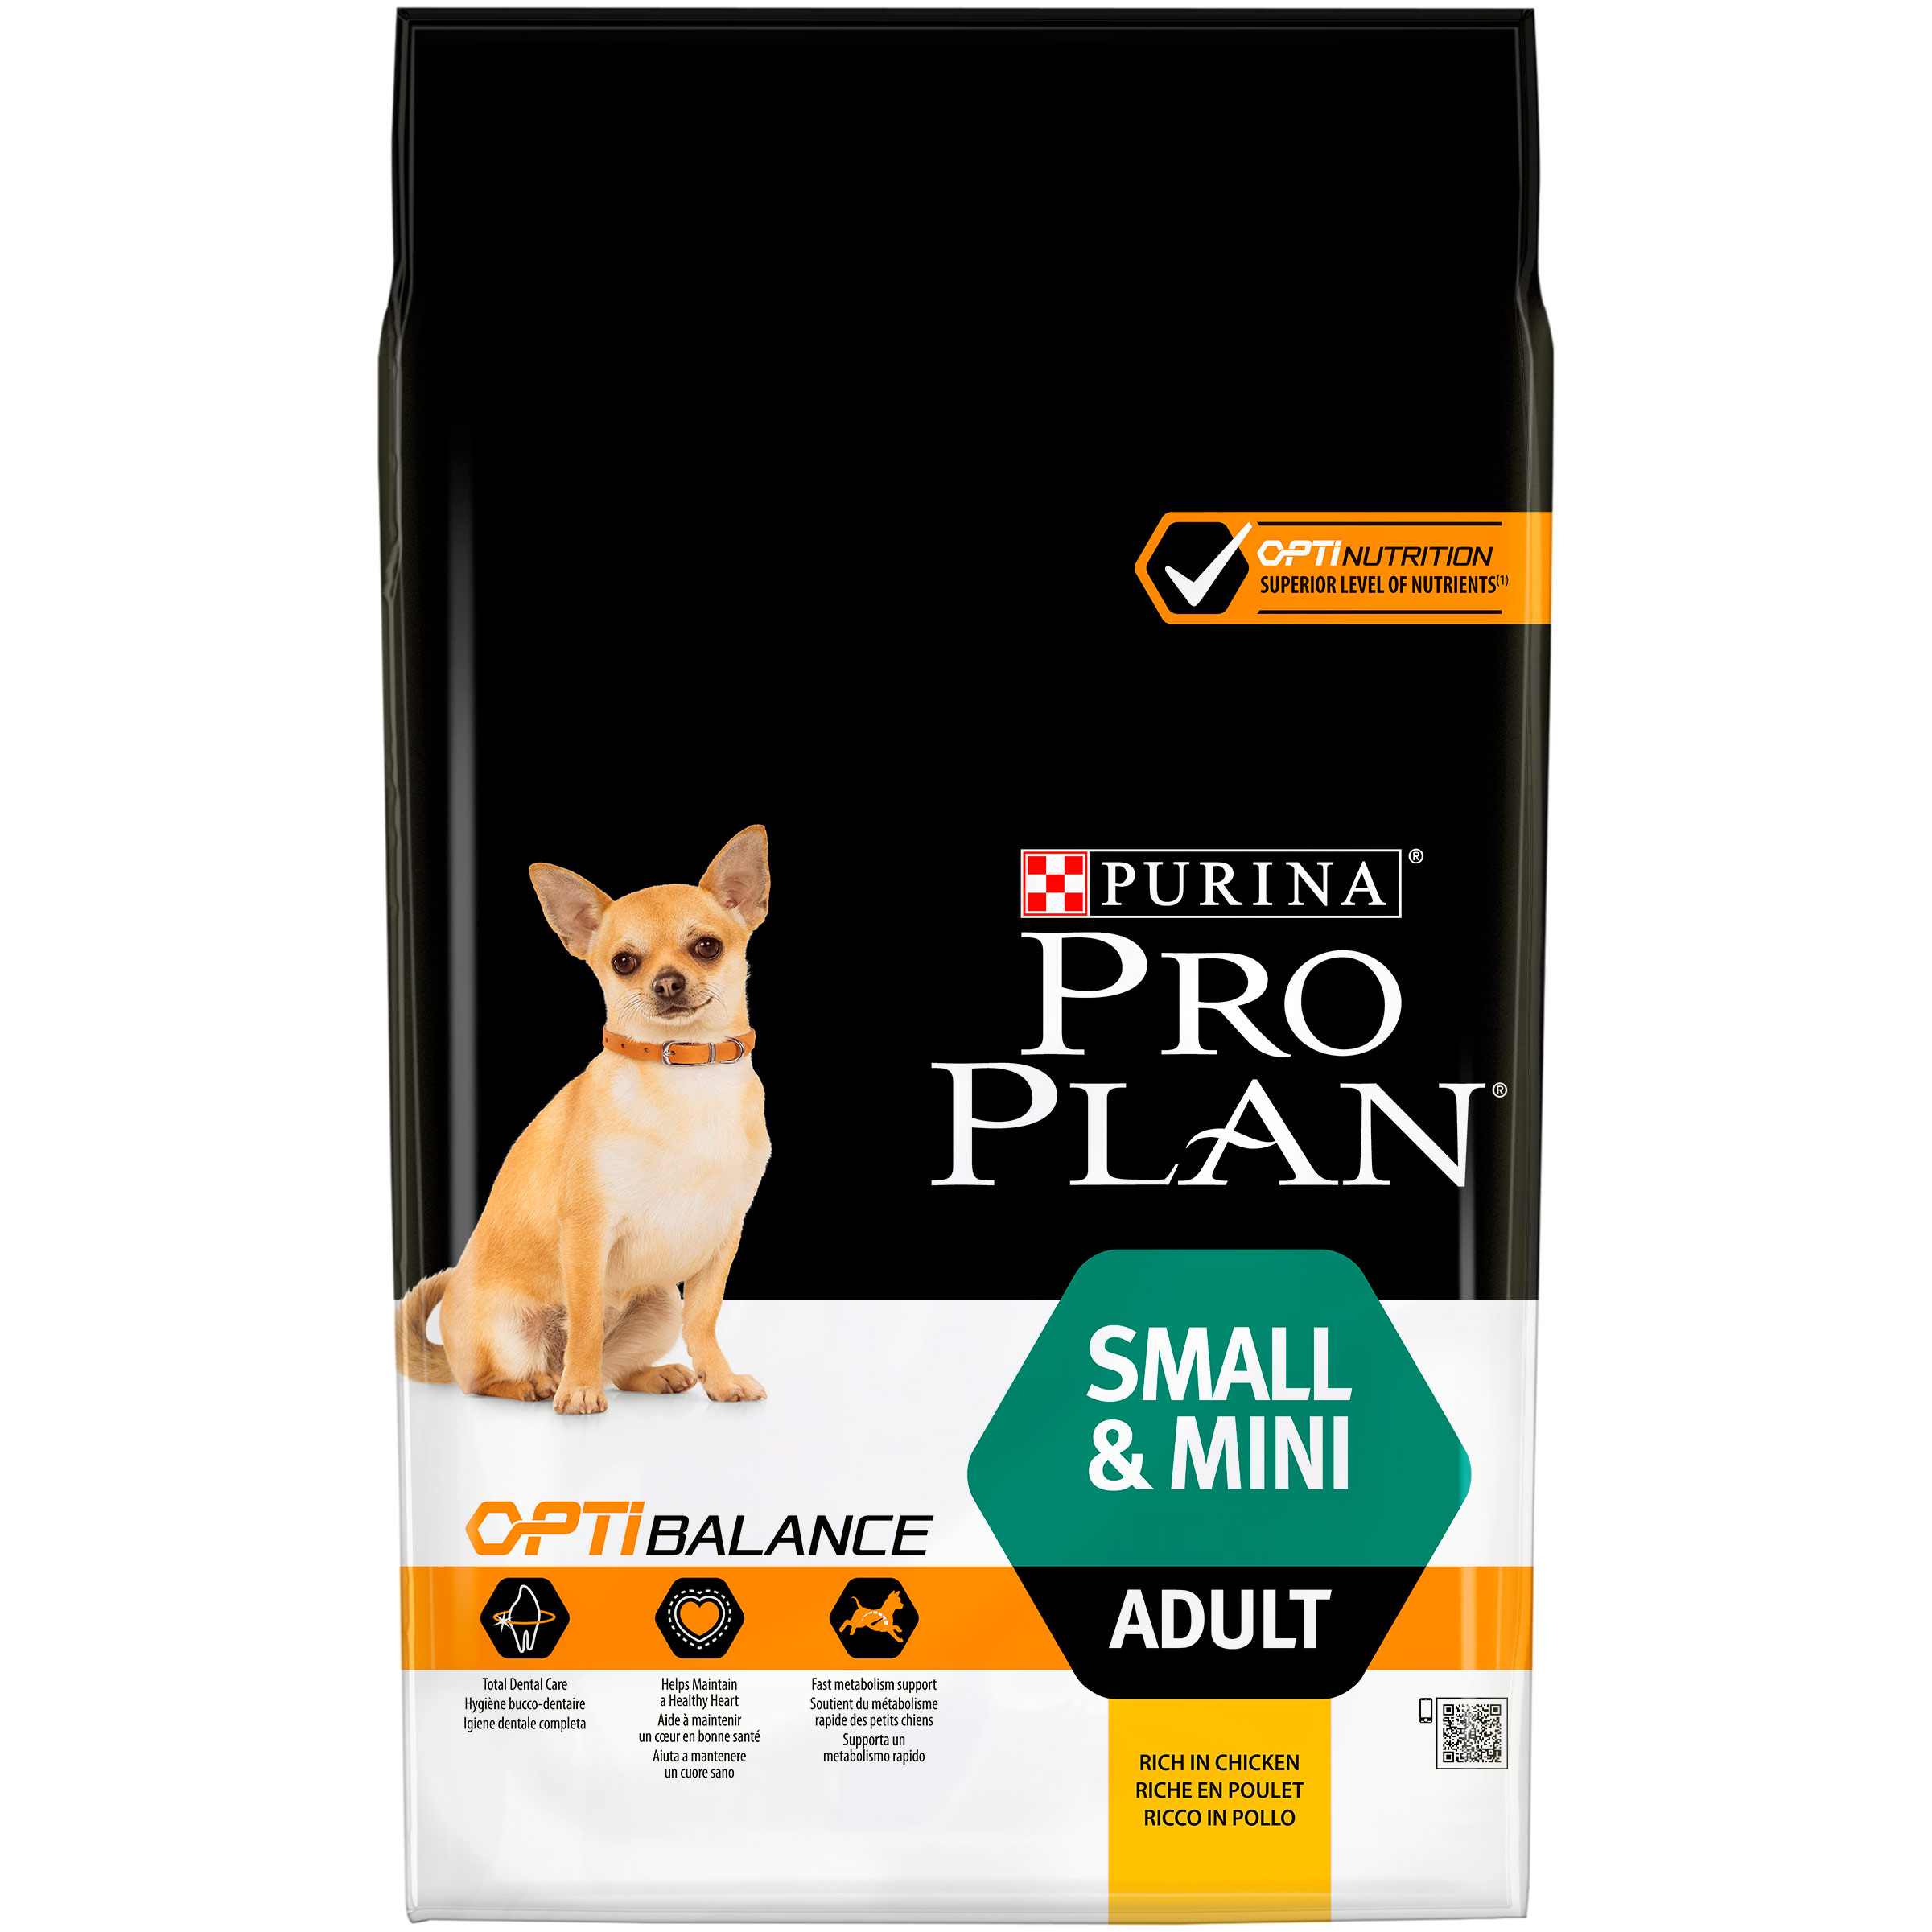 OPTINUTRITION
SUPERIOR LEVEL OF NUTRIENTS(1)
PURINA®
PRO
PLAN®
SMALL
& MINI
ADULT
OPTIBALANCE
Total Dental Care
Hygiène bucco-dentaire
Igiene dentale completa
Helps Maintain
a Healthy Heart
Aide à maintenir
un cœur en bonne santé
Aiuta a mantenere
un cuore sano
Fast metabolism support
Soutient du métabolisme
rapide des petits chiens
Supporta un
metabolismo rapido
RICH IN CHICKEN
RICHE EN POULET
RICCO IN POLLO